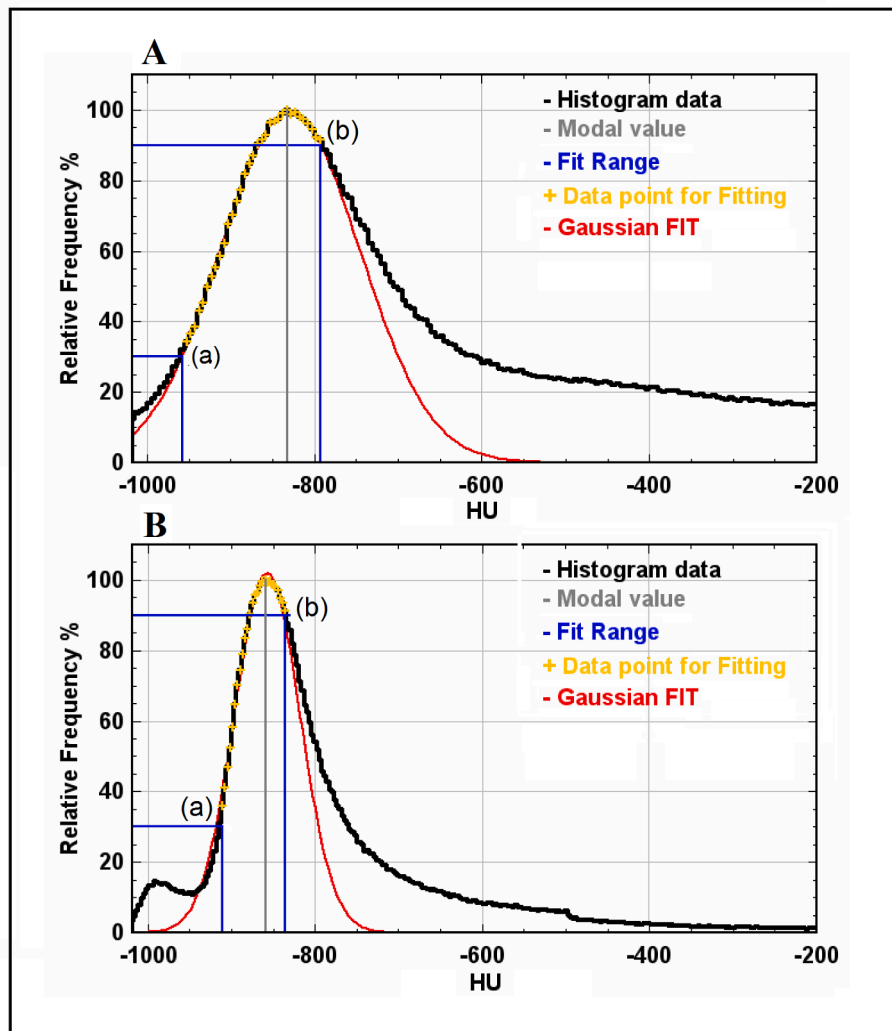 A
100
80
60
40
20
0
Relative Frequency %
(a)
(b)
- Histogram data
- Modal value
- Fit Range
+ Data point for Fitting
- Gaussian FIT
-1000 -800 -600 -400 -200
HU
B
100
80
60
40
20
0
Relative Frequency %
(a)
(b)
- Histogram data
- Modal value
- Fit Range
+ Data point for Fitting
- Gaussian FIT
-1000 -800 -600 -400 -200
HU